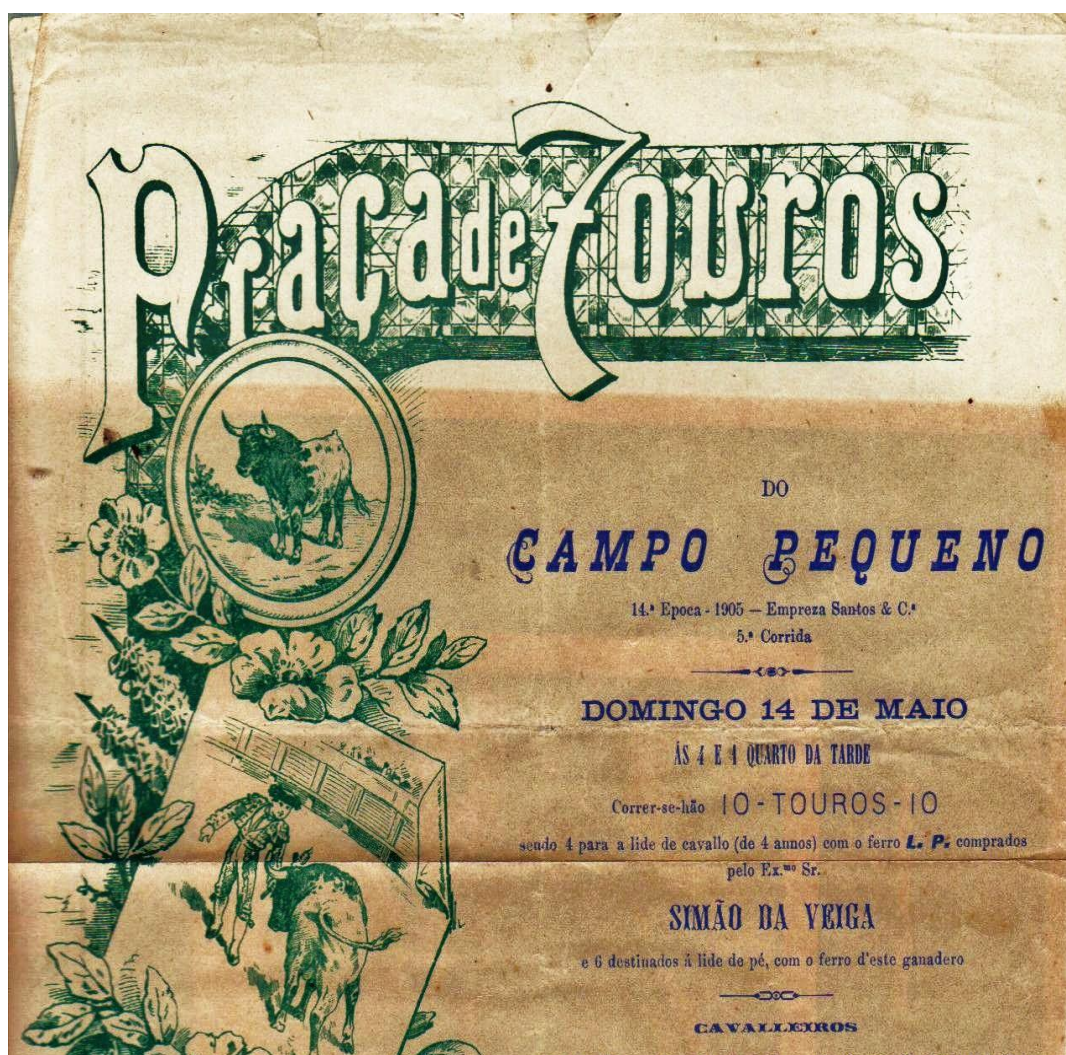 Praça de Touros
DO
CAMPO PEQUENO
14.ª Epoca - 1905 — Empreza Santos & C.ª
5.ª Corrida
DOMINGO 14 DE MAIO
ÁS 4 E 1 QUARTO DA TARDE
Correr-se-hão 10 - TOUROS - 10
sendo 4 para a lide de cavallo (de 4 annos) com o ferro L. P. comprados
pelo Ex.mo Sr.
SIMÃO DA VEIGA
e 6 destinados á lide de pé, com o ferro d'este ganadero
CAVALLEIROS